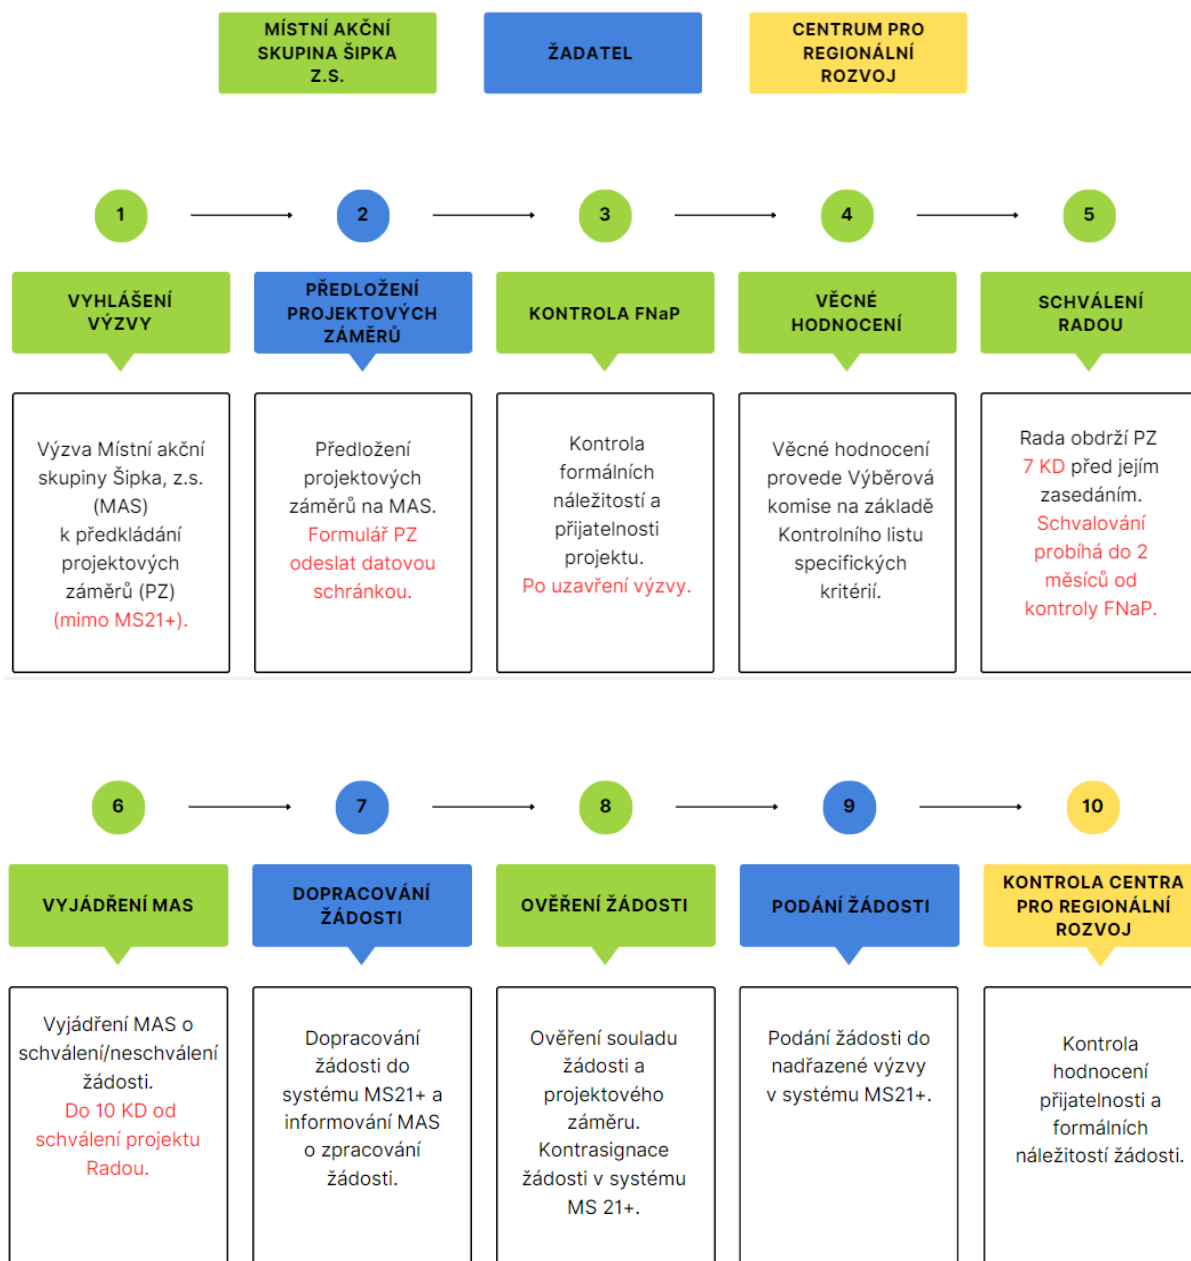 MÍSTNÍ AKČNÍ
SKUPINA ŠIPKA
Z.S.
ŽADATEL
CENTRUM PRO
REGIONÁLNÍ
ROZVOJ
1
2
3
4
5
VYHLÁŠENÍ
VÝZVY
PŘEDLOŽENÍ
PROJEKTOVÝCH
ZÁMĚRŮ
KONTROLA FNaP
VĚCNÉ
HODNOCENÍ
SCHVÁLENÍ
RADOU
Výzva Místní akční
skupiny Šipka, z.s.
(MAS)
k předkládání
projektových
záměrů (PZ)
(mimo MS21+).
Předložení
projektových
záměrů na MAS.
Formulář PZ
odeslat datovou
schránkou.
Kontrola
formálních
náležitostí a
přijatelnosti
projektu.
Po uzavření výzvy.
Věcné hodnocení
provede Výběrová
komise na základě
Kontrolního listu
specifických
kritérií.
Rada obdrží PZ
7 KD před jejím
zasedáním.
Schvalování
probíhá do 2
měsíců od
kontroly FNaP.
6
7
8
9
10
VYJÁDŘENÍ MAS
DOPRACOVÁNÍ
ŽÁDOSTI
OVĚŘENÍ ŽÁDOSTI
PODÁNÍ ŽÁDOSTI
KONTROLA CENTRA
PRO REGIONÁLNÍ
ROZVOJ
Vyjádření MAS o
schválení/neschválení
žádosti.
Do 10 KD od
schválení projektu
Radou.
Dopracování
žádosti do
systému MS21+ a
informování MAS
o zpracování
žádosti.
Ověření souladu
žádosti a
projektového
záměru.
Kontrasignace
žádosti v systému
MS 21+.
Podání žádosti do
nadřazené výzvy
v systému MS21+.
Kontrola
hodnocení
přijatelnosti a
formálních
náležitostí žádosti.